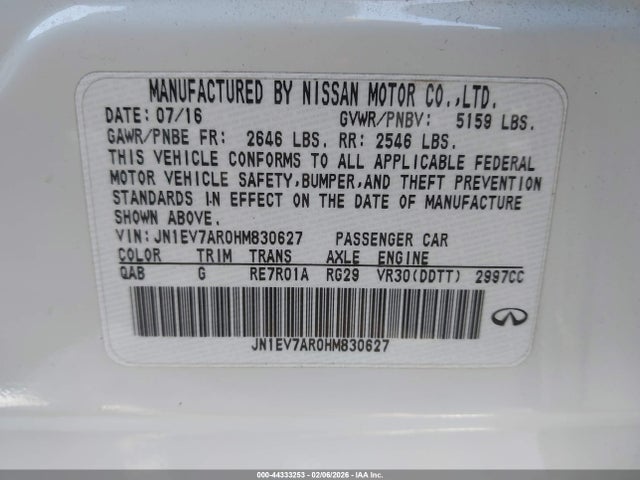 MANUFACTURED BY NISSAN MOTOR CO.,LTD.
DATE: 07/16 GVWR/PNBV: 5159 LBS.
GAWR/PNBE FR: 2646 LBS. RR: 2546 LBS.
THIS VEHICLE CONFORMS TO ALL APPLICABLE FEDERAL
MOTOR VEHICLE SAFETY,BUMPER,AND THEFT PREVENTION
STANDARDS IN EFFECT ON THE DATE OF MANUFACTURE
SHOWN ABOVE.
VIN:JN1EV7AR0HM830627 PASSENGER CAR
COLOR TRIM TRANS AXLE ENGINE
QAB G RE7R01A RG29 VR30(DDTT) 2997CC
JN1EV7AR0HM830627
000-44333253 - 02/06/2026 - IAA Inc.